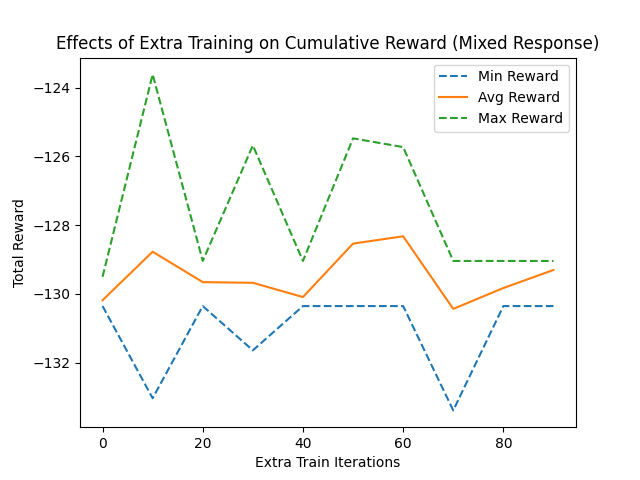 Effects of Extra Training on Cumulative Reward (Mixed Response)
Min Reward
Avg Reward
Max Reward
−124
−126
−128
−130
−132
Total Reward
0
20
40
60
80
Extra Train Iterations